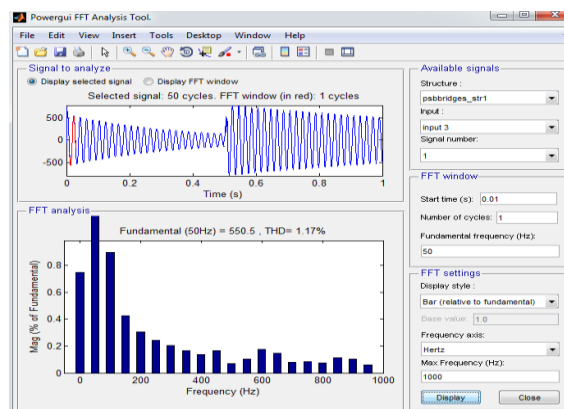 Powergui FFT Analysis Tool.
File Edit View Insert Tools Desktop Window Help
Signal to analyze
Display selected signal Display FFT window
Selected signal: 50 cycles. FFT window (in red): 1 cycles
500
0
-500
0 0.2 0.4 0.6 0.8 1
Time (s)
FFT analysis
Fundamental (50Hz) = 550.5 , THD= 1.17%
Mag (% of Fundamental)
0.8
0.6
0.4
0.2
0
0 200 400 600 800 1000
Frequency (Hz)
Available signals
Structure :
psbbridges_str1
Input :
input 3
Signal number:
1
FFT window
Start time (s): 0.01
Number of cycles: 1
Fundamental frequency (Hz):
50
FFT settings
Display style :
Bar (relative to fundamental)
Base value: 1.0
Frequency axis:
Hertz
Max Frequency (Hz):
1000
Display Close